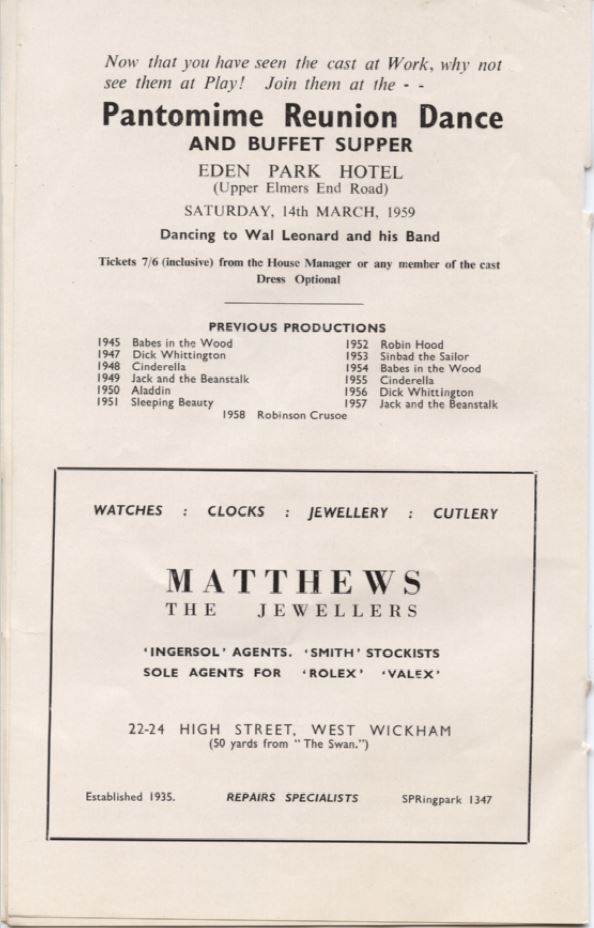 Now that you have seen the cast at Work, why not
see them at Play! Join them at the - -
Pantomime Reunion Dance
AND BUFFET SUPPER
EDEN PARK HOTEL
(Upper Elmers End Road)
SATURDAY, 14th MARCH, 1959
Dancing to Wal Leonard and his Band
Tickets 7/6 (inclusive) from the House Manager or any member of the cast
Dress Optional
PREVIOUS PRODUCTIONS
1945 Babes in the Wood
1947 Dick Whittington
1948 Cinderella
1949 Jack and the Beanstalk
1950 Aladdin
1951 Sleeping Beauty
1952 Robin Hood
1953 Sinbad the Sailor
1954 Babes in the Wood
1955 Cinderella
1956 Dick Whittington
1957 Jack and the Beanstalk
1958 Robinson Crusoe
WATCHES : CLOCKS : JEWELLERY : CUTLERY
MATTHEWS
THE JEWELLERS
'INGERSOL' AGENTS. 'SMITH' STOCKISTS
SOLE AGENTS FOR 'ROLEX' 'VALEX'
22-24 HIGH STREET, WEST WICKHAM
(50 yards from "The Swan.")
Established 1935. REPAIRS SPECIALISTS SPRingpark 1347